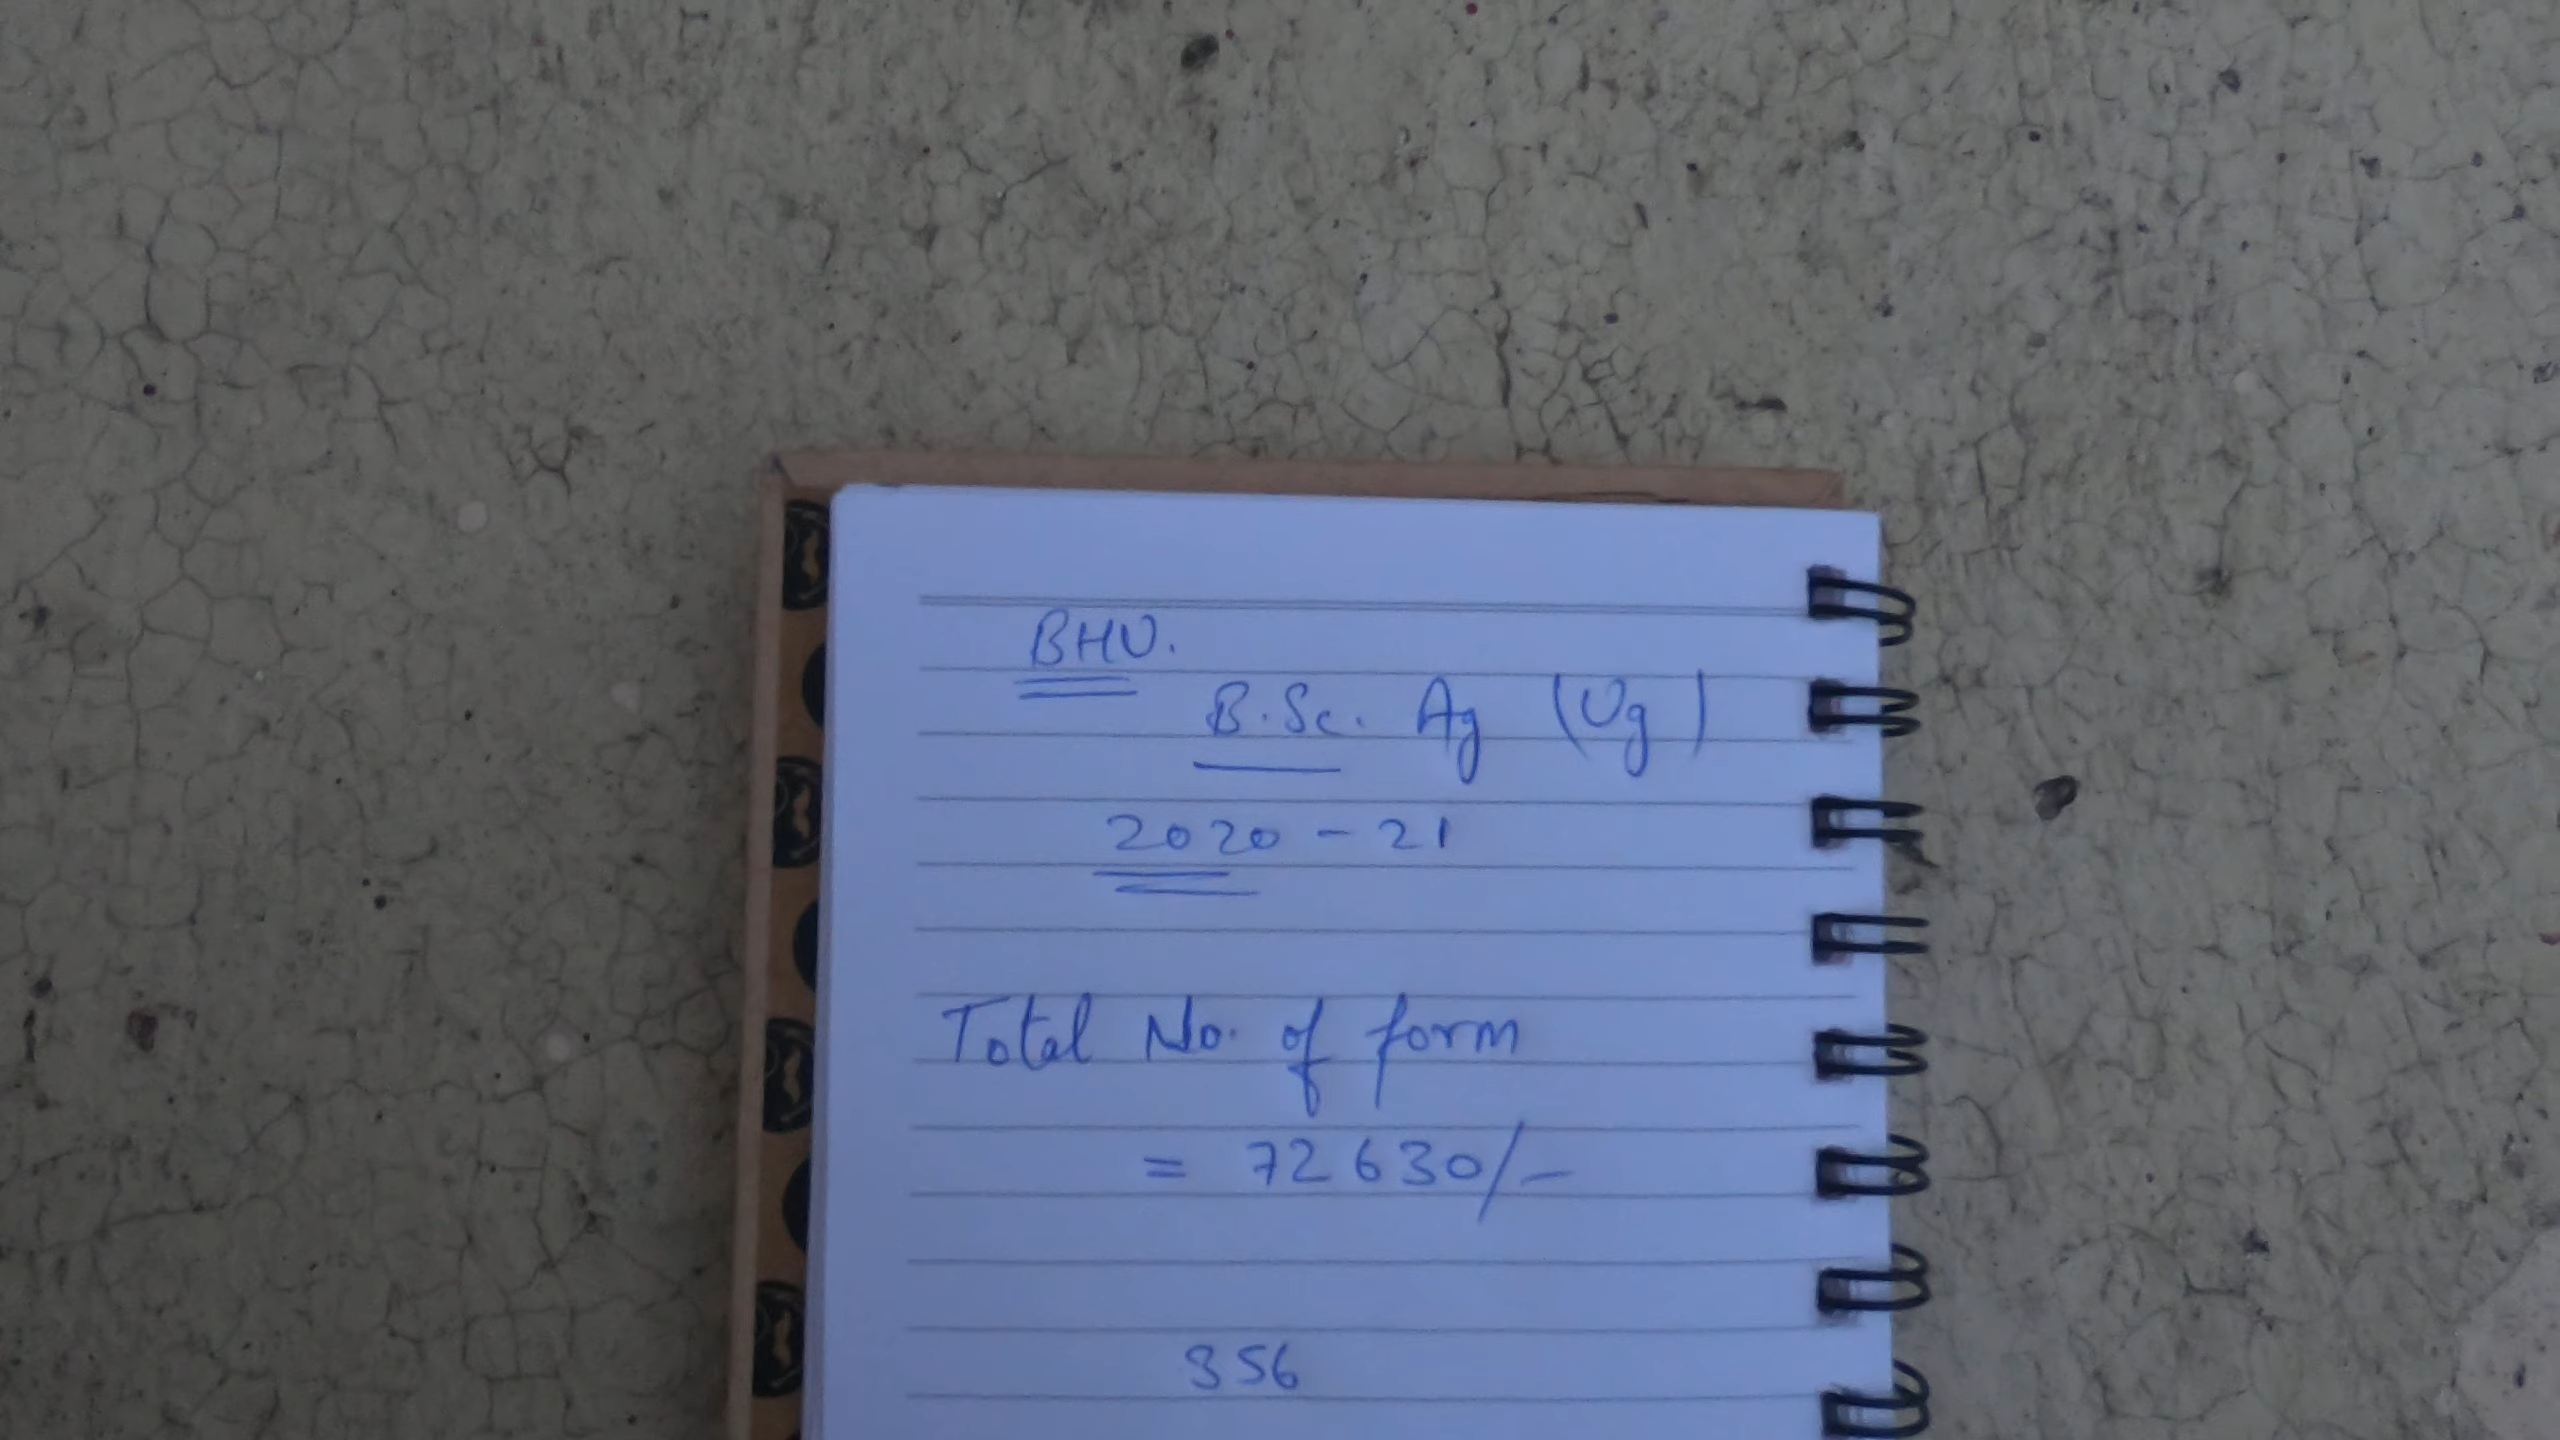 BHU.
B.Sc. Ag (Ug)
2020 - 21
Total No. of form
= 72630/-
356